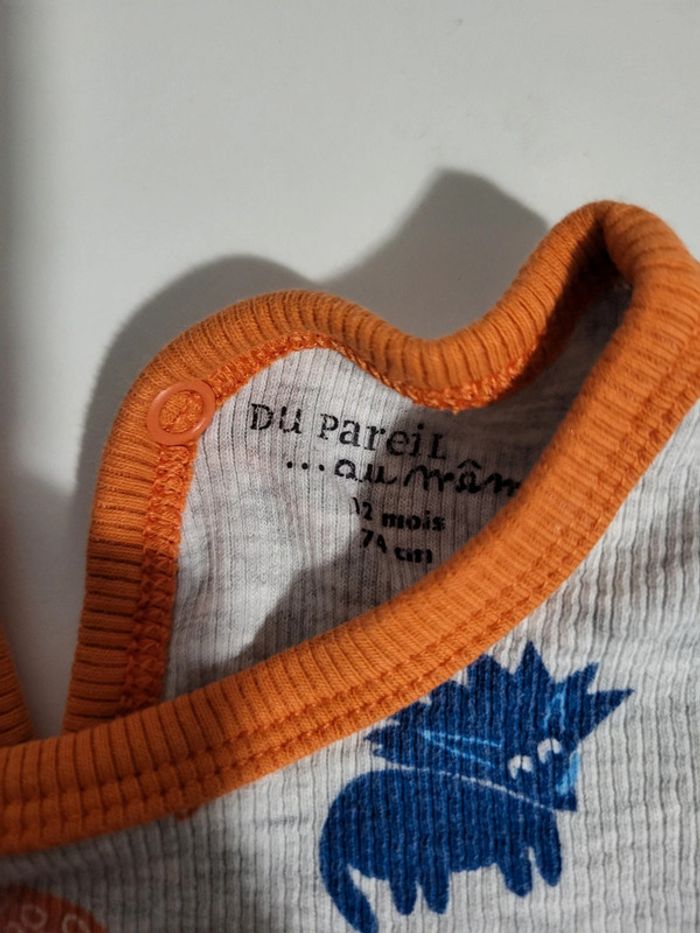 DU PareiL
...au mêm
12 mois
74 cm